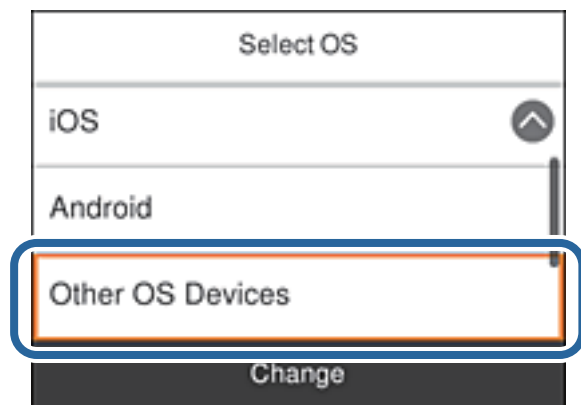 Select OS
iOS
Android
Other OS Devices
Change